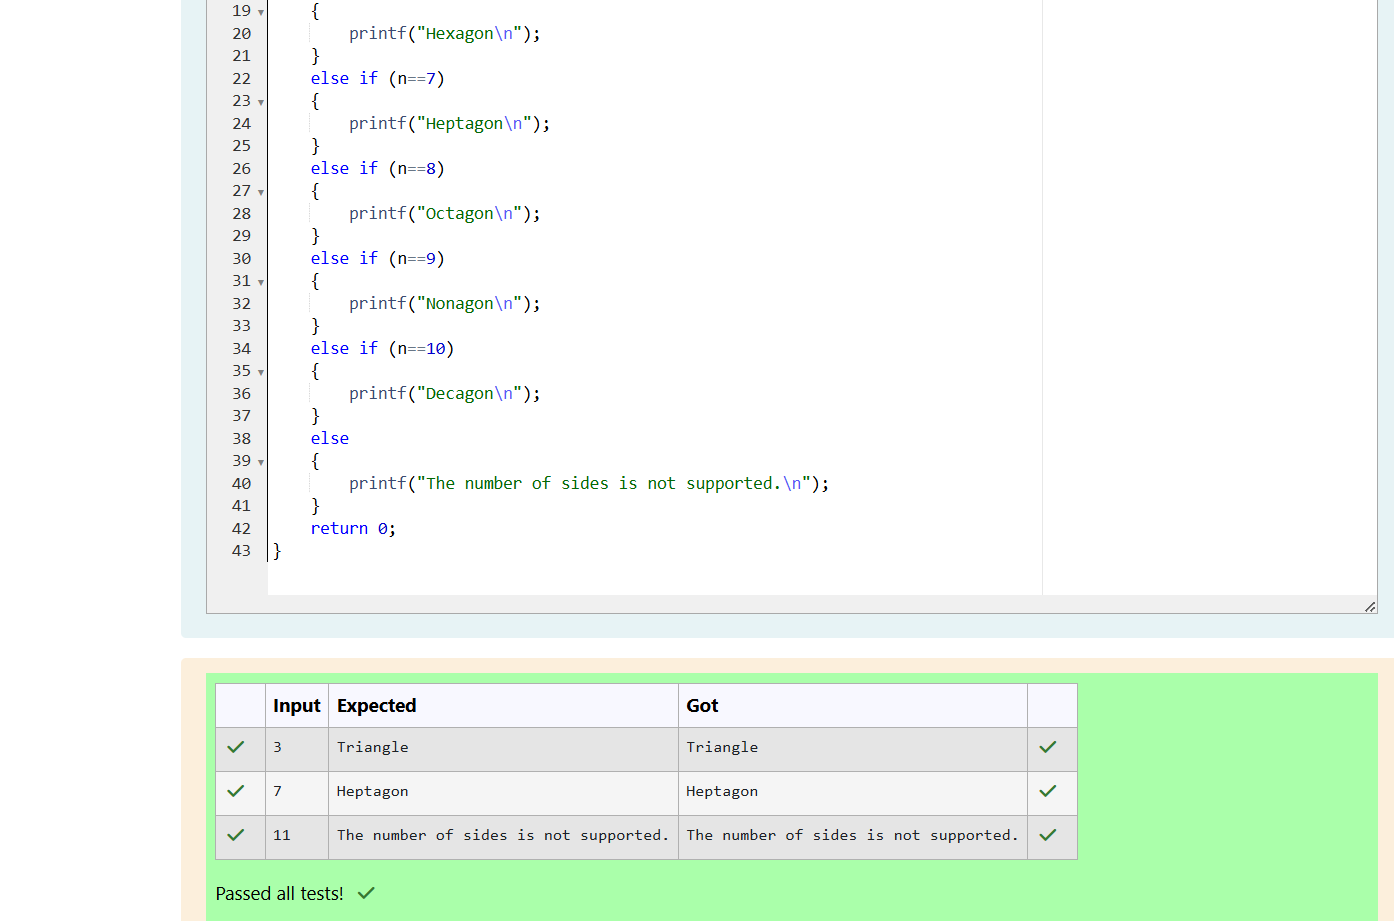 19 {
20 printf("Hexagon\n");
21 }
22 else if (n==7)
23 {
24 printf("Heptagon\n");
25 }
26 else if (n==8)
27 {
28 printf("Octagon\n");
29 }
30 else if (n==9)
31 {
32 printf("Nonagon\n");
33 }
34 else if (n==10)
35 {
36 printf("Decagon\n");
37 }
38 else
39 {
40 printf("The number of sides is not supported.\n");
41 }
42 return 0;
43 }
Input Expected Got
3 Triangle Triangle
7 Heptagon Heptagon
11 The number of sides is not supported. The number of sides is not supported.
Passed all tests!